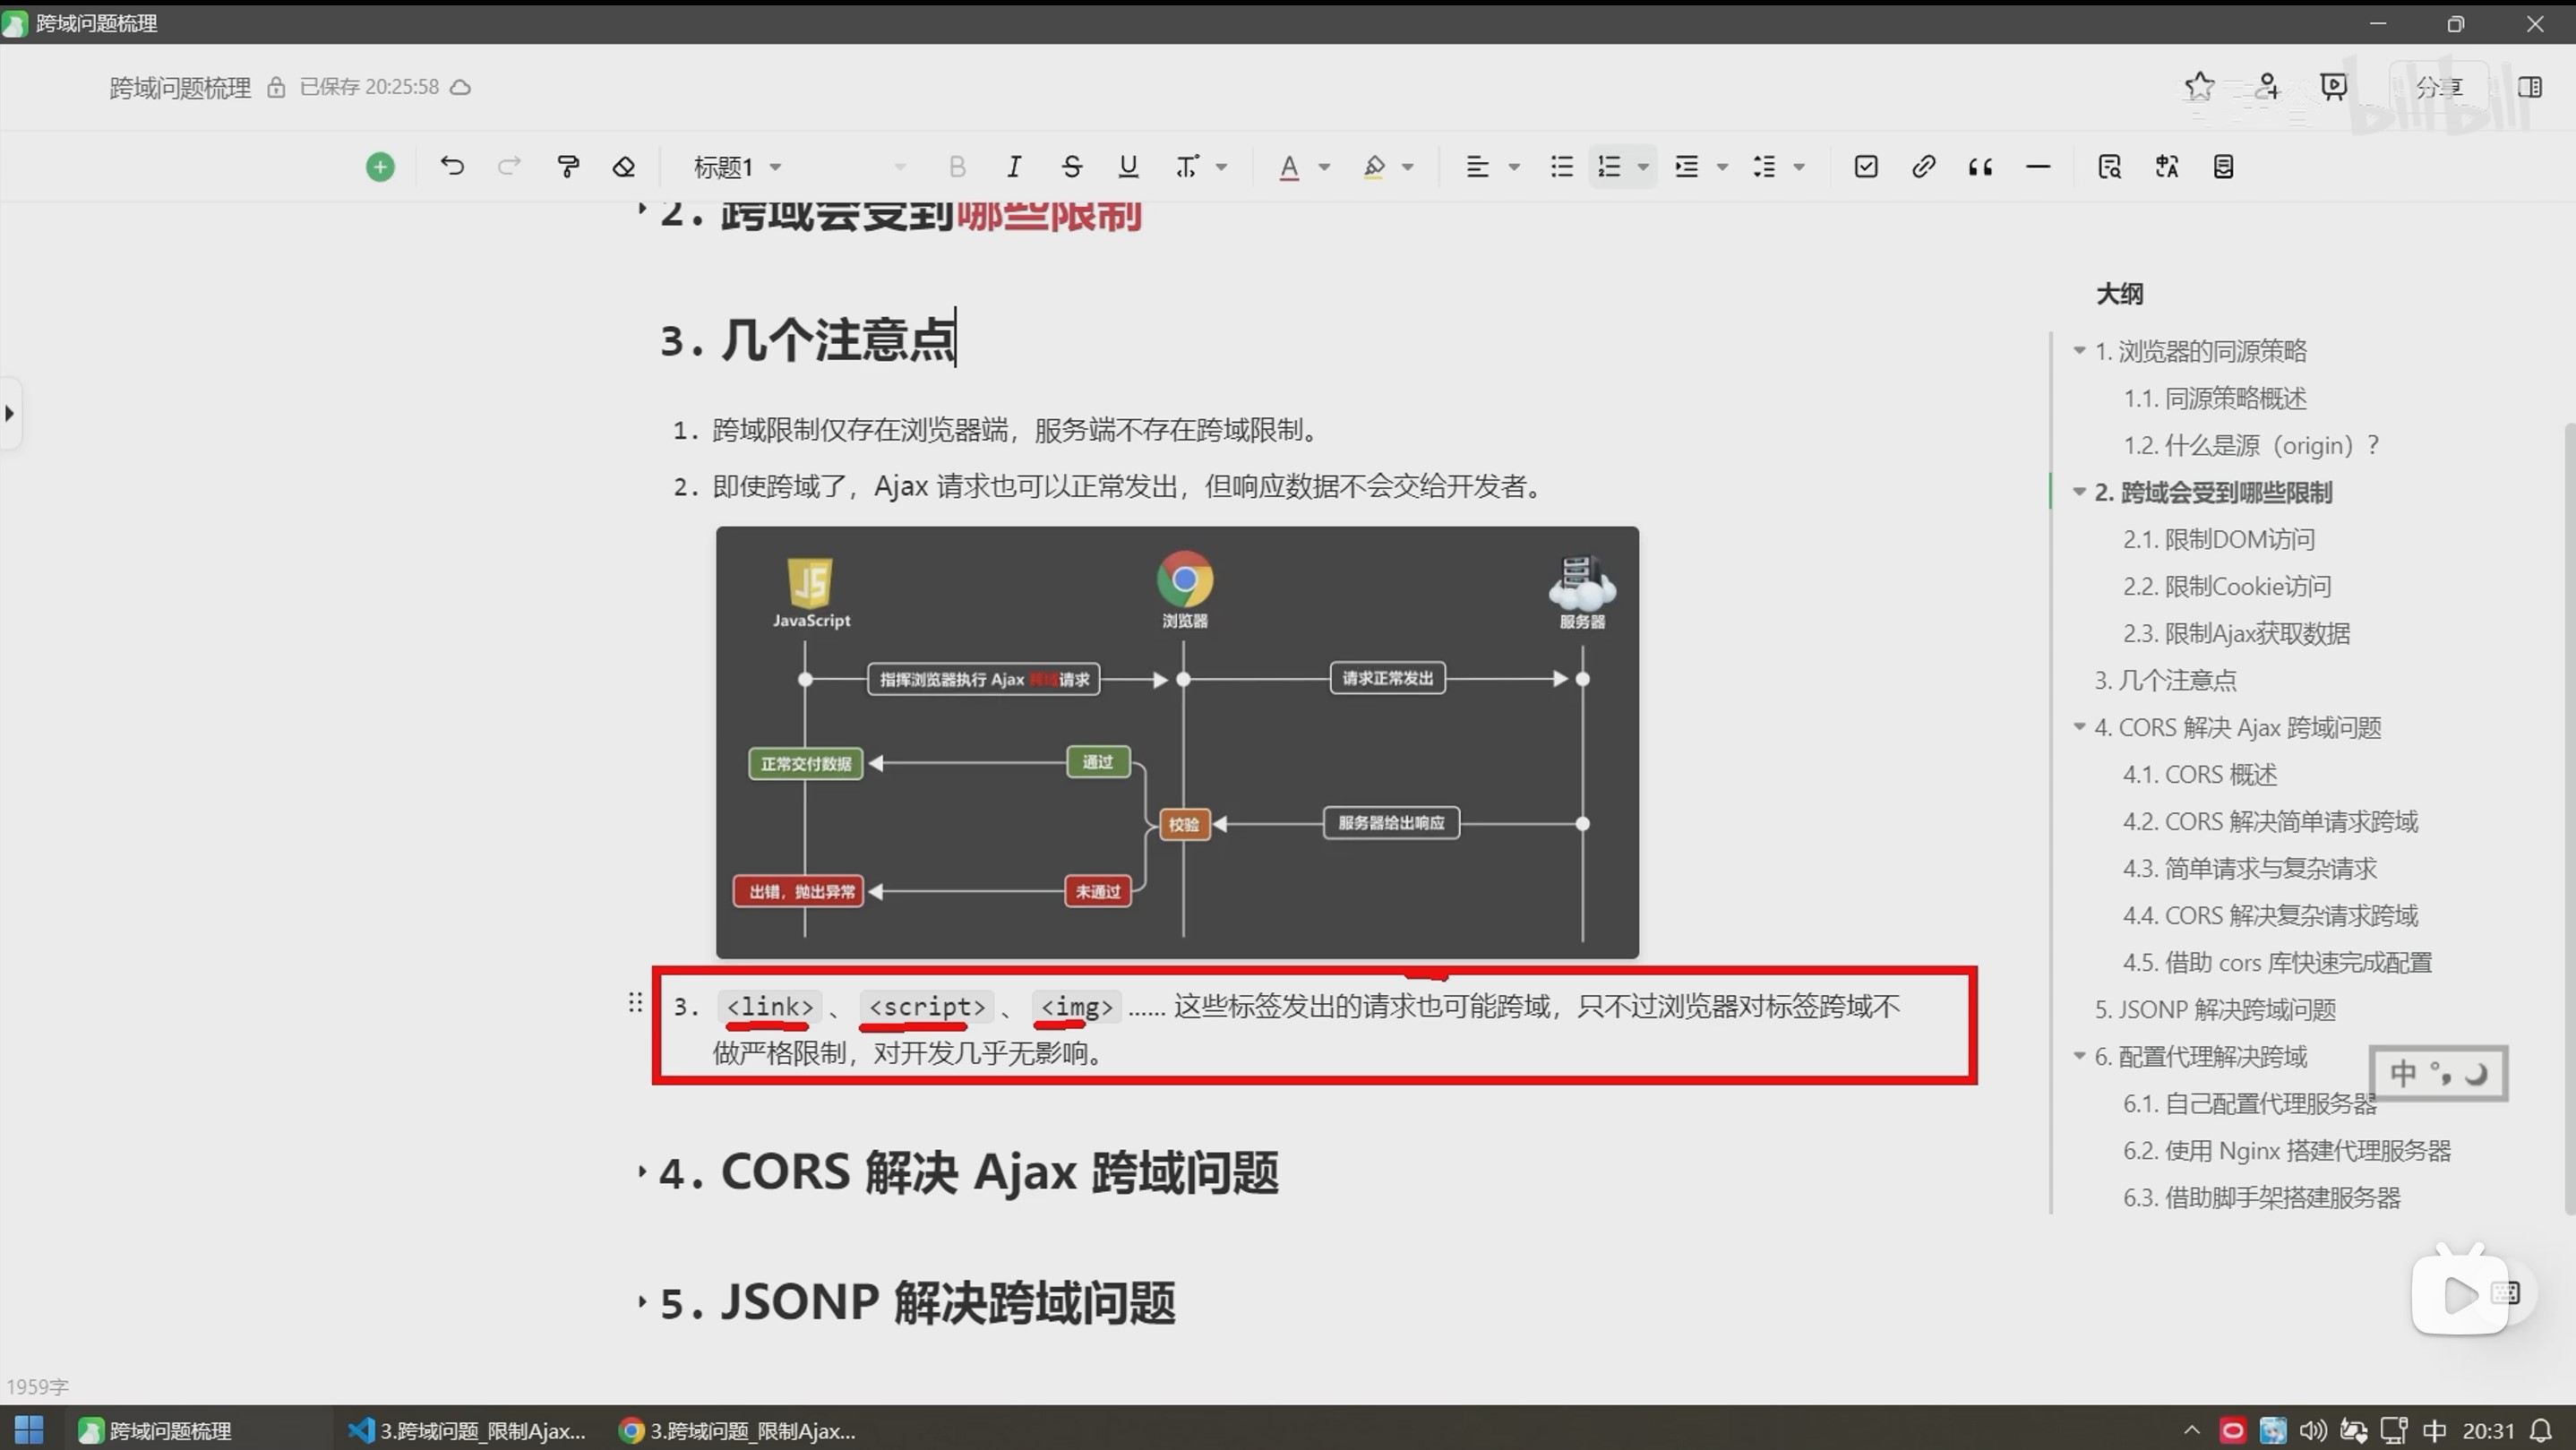 跨域问题梳理
跨域问题梳理 已保存 20:25:58
分享
bilibili
标题1
2. 跨域会受到哪些限制
3. 几个注意点
1. 跨域限制仅存在浏览器端，服务端不存在跨域限制。
2. 即使跨域了，Ajax 请求也可以正常发出，但响应数据不会交给开发者。
JavaScript 浏览器 服务器
指挥浏览器执行 Ajax 跨域请求 请求正常发出
正常交付数据 通过
校验 服务器给出响应
出错，抛出异常 未通过
3. <link> 、 <script> 、 <img> ...... 这些标签发出的请求也可能跨域，只不过浏览器对标签跨域不
做严格限制，对开发几乎无影响。
4. CORS 解决 Ajax 跨域问题
5. JSONP 解决跨域问题
大纲
1. 浏览器的同源策略
1.1. 同源策略概述
1.2. 什么是源（origin）？
2. 跨域会受到哪些限制
2.1. 限制DOM访问
2.2. 限制Cookie访问
2.3. 限制Ajax获取数据
3. 几个注意点
4. CORS 解决 Ajax 跨域问题
4.1. CORS 概述
4.2. CORS 解决简单请求跨域
4.3. 简单请求与复杂请求
4.4. CORS 解决复杂请求跨域
4.5. 借助 cors 库快速完成配置
5. JSONP 解决跨域问题
6. 配置代理解决跨域
6.1. 自己配置代理服务器
6.2. 使用 Nginx 搭建代理服务器
6.3. 借助脚手架搭建服务器
中 °,
1959字
跨域问题梳理 3.跨域问题_限制Ajax... 3.跨域问题_限制Ajax... 中 20:31